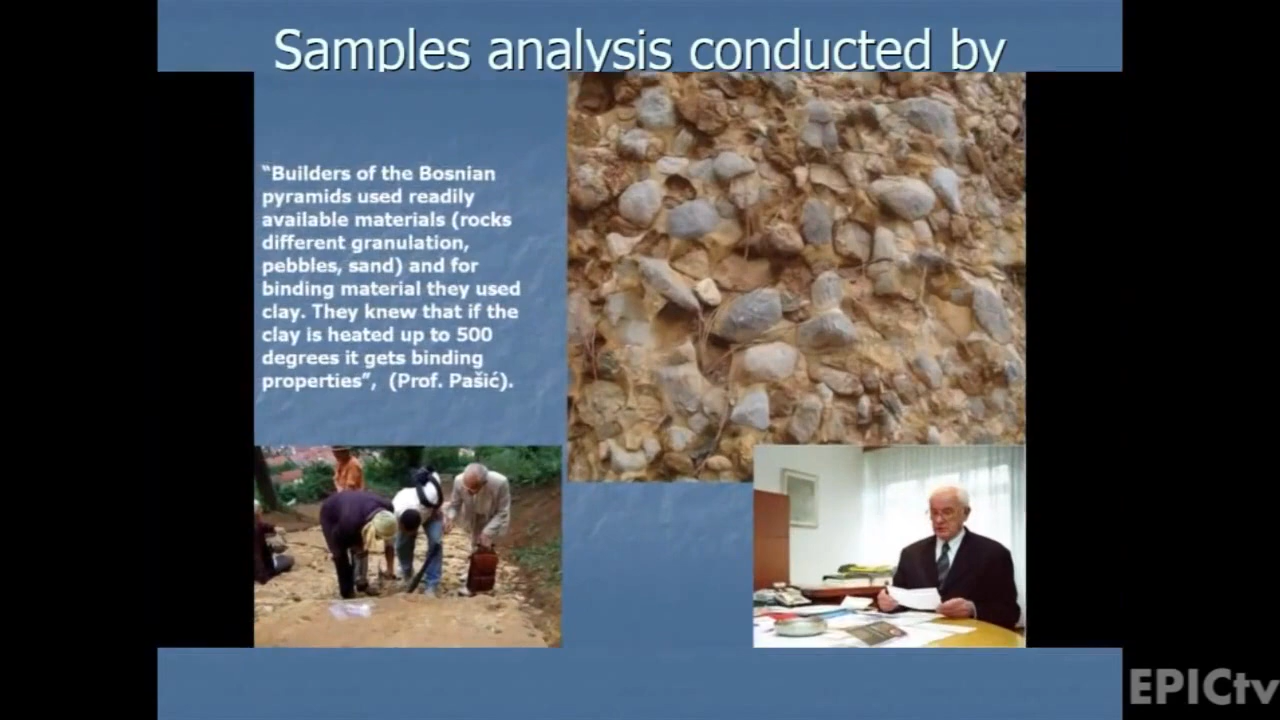 Samples analysis conducted by
“Builders of the Bosnian
pyramids used readily
available materials (rocks
different granulation,
pebbles, sand) and for
binding material they used
clay. They knew that if the
clay is heated up to 500
degrees it gets binding
properties”,  (Prof. Pašić).
EPICtv